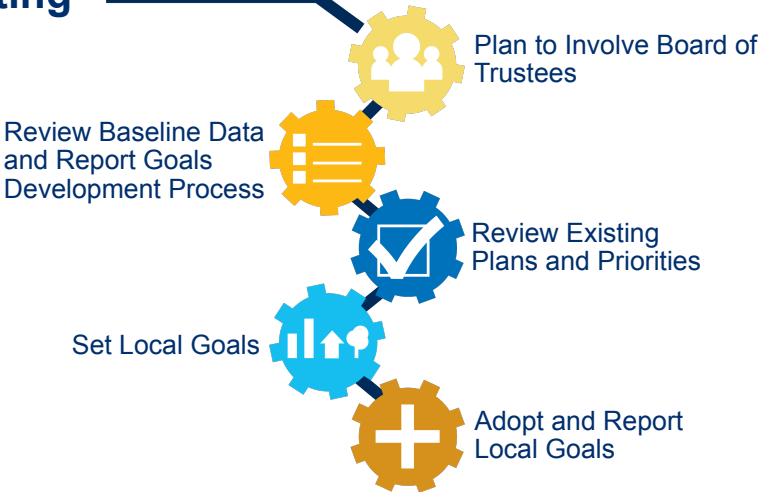 Plan to Involve Board of
Trustees
Review Baseline Data
and Report Goals
Development Process
Review Existing
Plans and Priorities
Set Local Goals
Adopt and Report
Local Goals